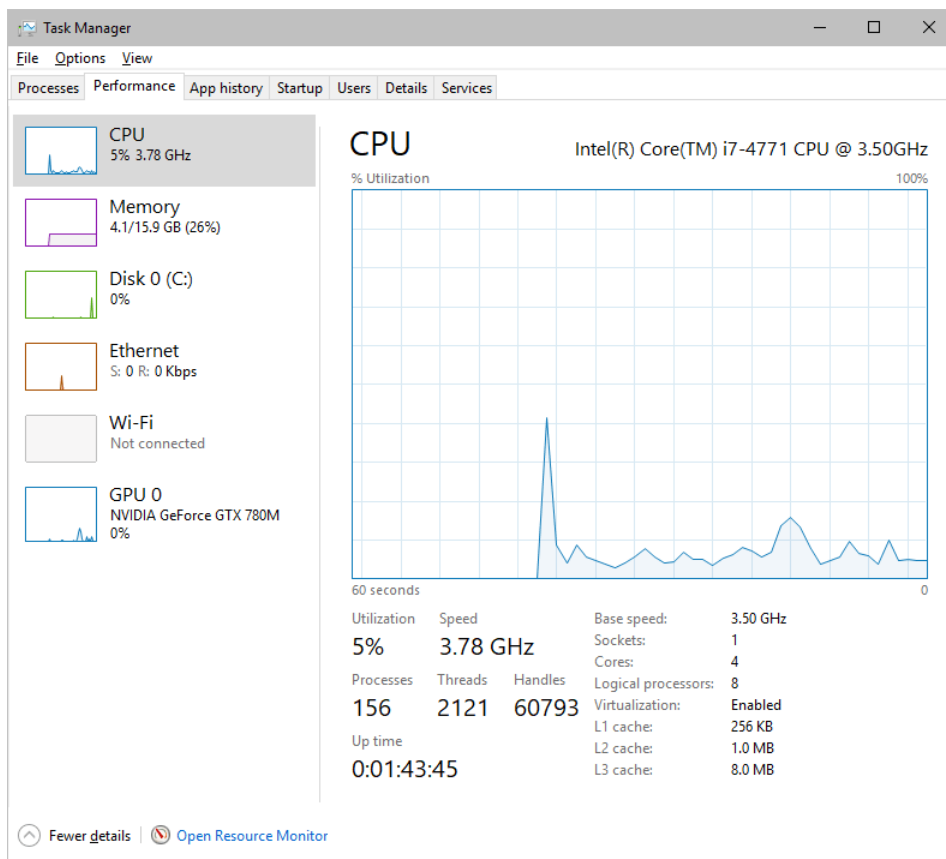 Task Manager
File Options View
Processes Performance App history Startup Users Details Services
CPU
5% 3.78 GHz
Memory
4.1/15.9 GB (26%)
Disk 0 (C:)
0%
Ethernet
S: 0 R: 0 Kbps
Wi-Fi
Not connected
GPU 0
NVIDIA GeForce GTX 780M
0%
CPU Intel(R) Core(TM) i7-4771 CPU @ 3.50GHz
% Utilization 100%
60 seconds 0
Utilization Speed
5% 3.78 GHz
Processes Threads Handles
156 2121 60793
Up time
0:01:43:45
Base speed: 3.50 GHz
Sockets: 1
Cores: 4
Logical processors: 8
Virtualization: Enabled
L1 cache: 256 KB
L2 cache: 1.0 MB
L3 cache: 8.0 MB
Fewer details Open Resource Monitor